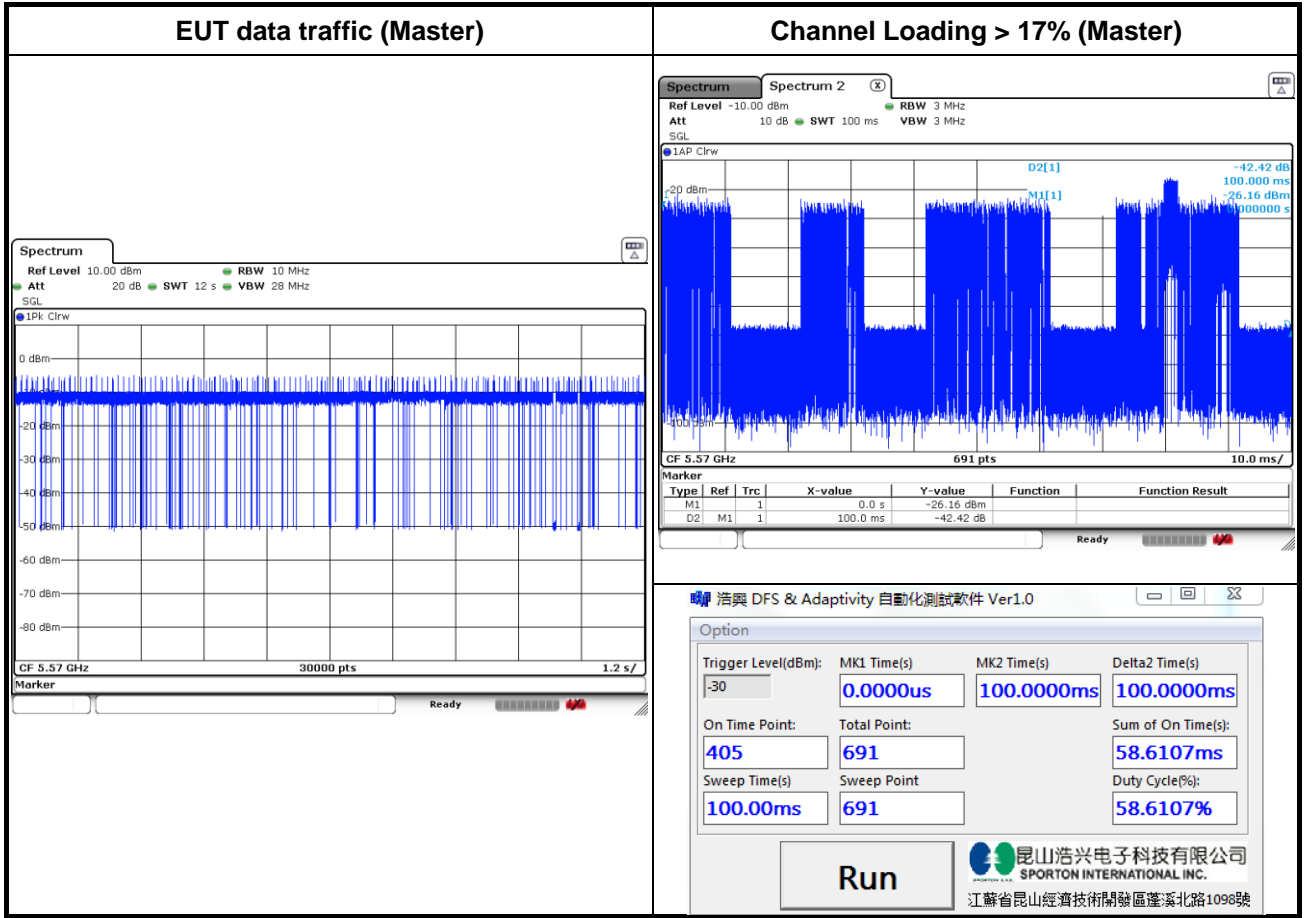 EUT data traffic (Master)
Channel Loading > 17% (Master)
Spectrum
Ref Level 10.00 dBm RBW 10 MHz
Att 20 dB SWT 12 s VBW 28 MHz
SGL
1Pk Clrw
0 dBm
-20 dBm
-30 dBm
-40 dBm
-50 dBm
-60 dBm
-70 dBm
-80 dBm
CF 5.57 GHz 30000 pts 1.2 s/
Marker
Ready
Spectrum Spectrum 2 X
Ref Level -10.00 dBm RBW 3 MHz
Att 10 dB SWT 100 ms VBW 3 MHz
SGL
1AP Clrw
D2[1] -42.42 dB
100.000 ms
-20 dBm M1[1] -26.16 dBm
0.000000 s
-100 dBm
CF 5.57 GHz 691 pts 10.0 ms/
Marker
Type Ref Trc X-value Y-value Function Function Result
M1 1 0.0 s -26.16 dBm
D2 M1 1 100.0 ms -42.42 dB
Ready
浩興 DFS & Adaptivity 自動化測試軟件 Ver1.0
Option
Trigger Level(dBm): MK1 Time(s) MK2 Time(s) Delta2 Time(s)
-30 0.0000us 100.0000ms 100.0000ms
On Time Point: Total Point: Sum of On Time(s):
405 691 58.6107ms
Sweep Time(s) Sweep Point Duty Cycle(%):
100.00ms 691 58.6107%
Run
昆山浩兴电子科技有限公司
SPORTON INTERNATIONAL INC.
江蘇省昆山經濟技術開發區蓬溪北路1098號